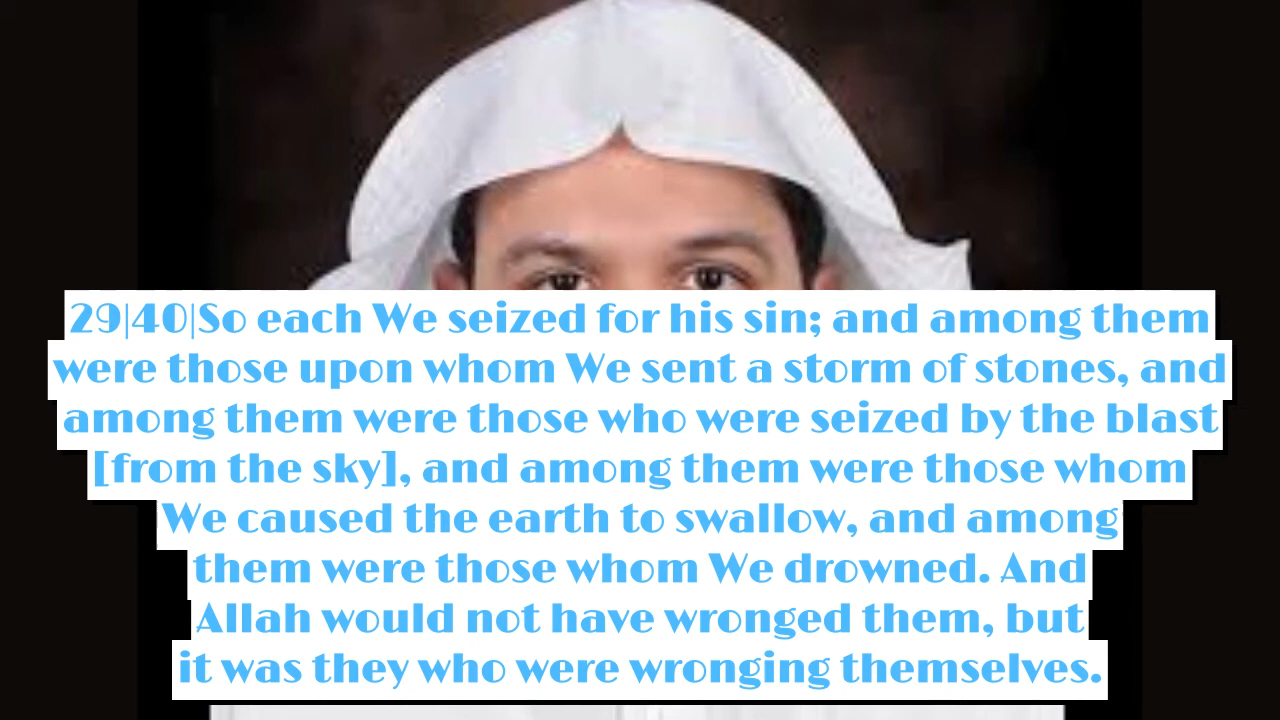 29|40|So each We seized for his sin; and among them
were those upon whom We sent a storm of stones, and
among them were those who were seized by the blast
[from the sky], and among them were those whom
We caused the earth to swallow, and among
them were those whom We drowned. And
Allah would not have wronged them, but
it was they who were wronging themselves.